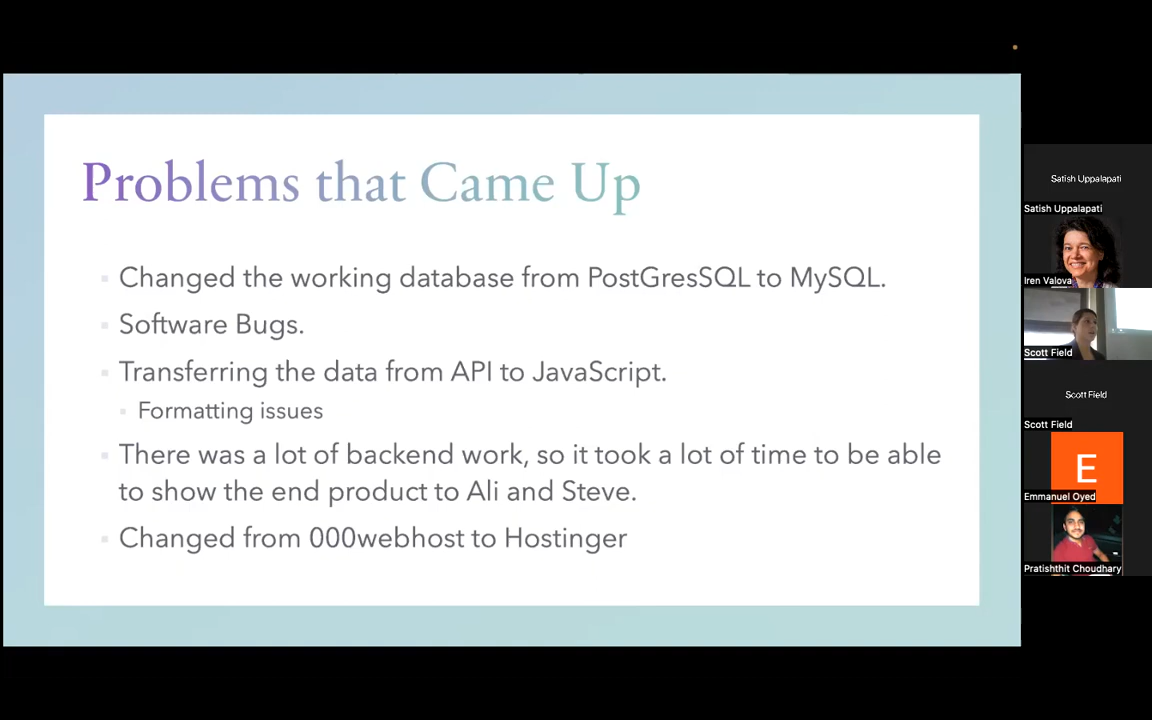 Problems that Came Up
Changed the working database from PostGresSQL to MySQL.
Software Bugs.
Transferring the data from API to JavaScript.
Formatting issues
There was a lot of backend work, so it took a lot of time to be able
to show the end product to Ali and Steve.
Changed from 000webhost to Hostinger
Satish Uppalapati
Satish Uppalapati
Iren Valova
Scott Field
Scott Field
Scott Field
E
Emmanuel Oyed
Pratishthit Choudhary